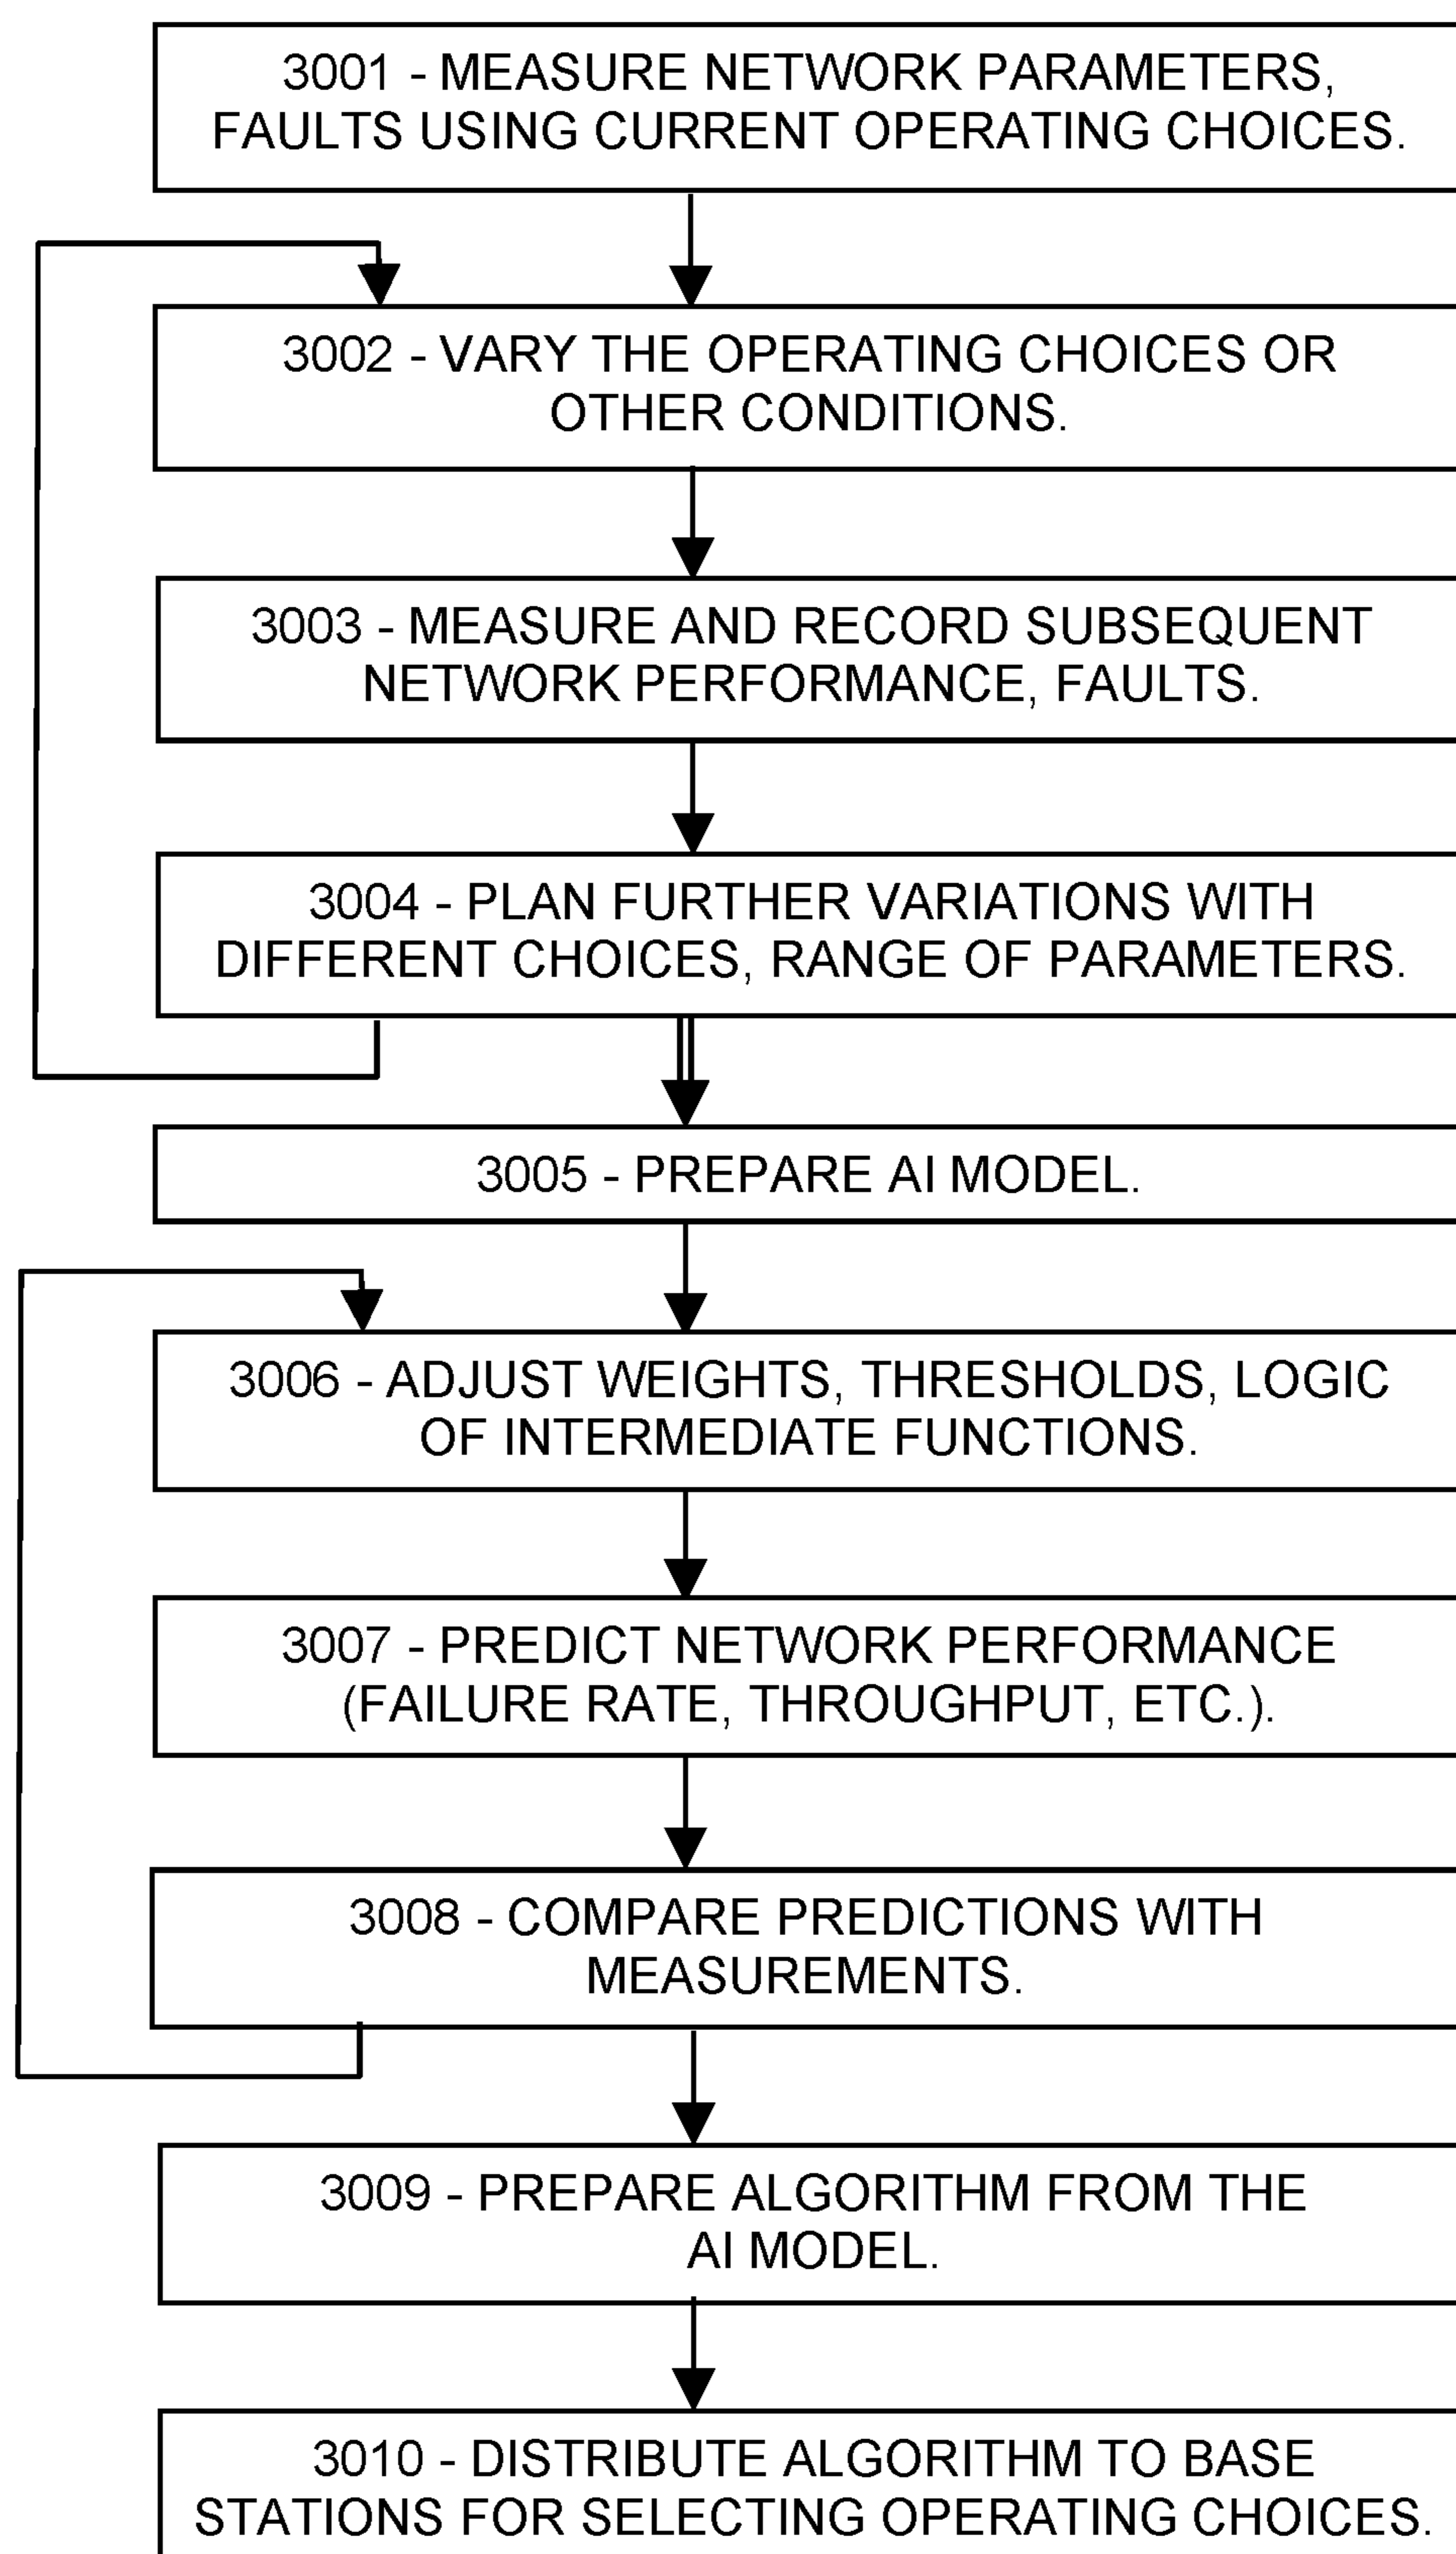 3001 - MEASURE NETWORK PARAMETERS,
FAULTS USING CURRENT OPERATING CHOICES.
3002 - VARY THE OPERATING CHOICES OR
OTHER CONDITIONS.
3003 - MEASURE AND RECORD SUBSEQUENT
NETWORK PERFORMANCE, FAULTS.
3004 - PLAN FURTHER VARIATIONS WITH
DIFFERENT CHOICES, RANGE OF PARAMETERS.
3005 - PREPARE AI MODEL.
3006 - ADJUST WEIGHTS, THRESHOLDS, LOGIC
OF INTERMEDIATE FUNCTIONS.
3007 - PREDICT NETWORK PERFORMANCE
(FAILURE RATE, THROUGHPUT, ETC.).
3008 - COMPARE PREDICTIONS WITH
MEASUREMENTS.
3009 - PREPARE ALGORITHM FROM THE
AI MODEL.
3010 - DISTRIBUTE ALGORITHM TO BASE
STATIONS FOR SELECTING OPERATING CHOICES.